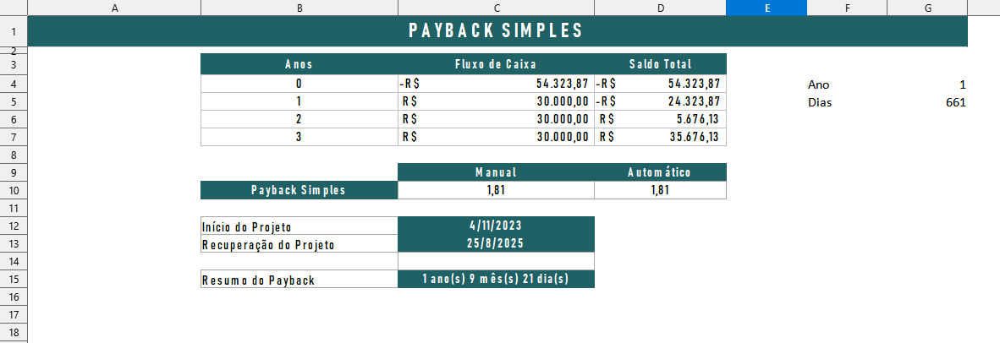 A B C D E F G
1 PAYBACK SIMPLES
2
3 Anos Fluxo de Caixa Saldo Total
4 0 -R$ 54.323,87 -R$ 54.323,87 Ano 1
5 1 R$ 30.000,00 -R$ 24.323,87 Dias 661
6 2 R$ 30.000,00 R$ 5.676,13
7 3 R$ 30.000,00 R$ 35.676,13
8
9 Manual Automático
10 Payback Simples 1,81 1,81
11
12 Início do Projeto 4/11/2023
13 Recuperação do Projeto 25/8/2025
14
15 Resumo do Payback 1 ano(s) 9 mês(s) 21 dia(s)
16
17
18